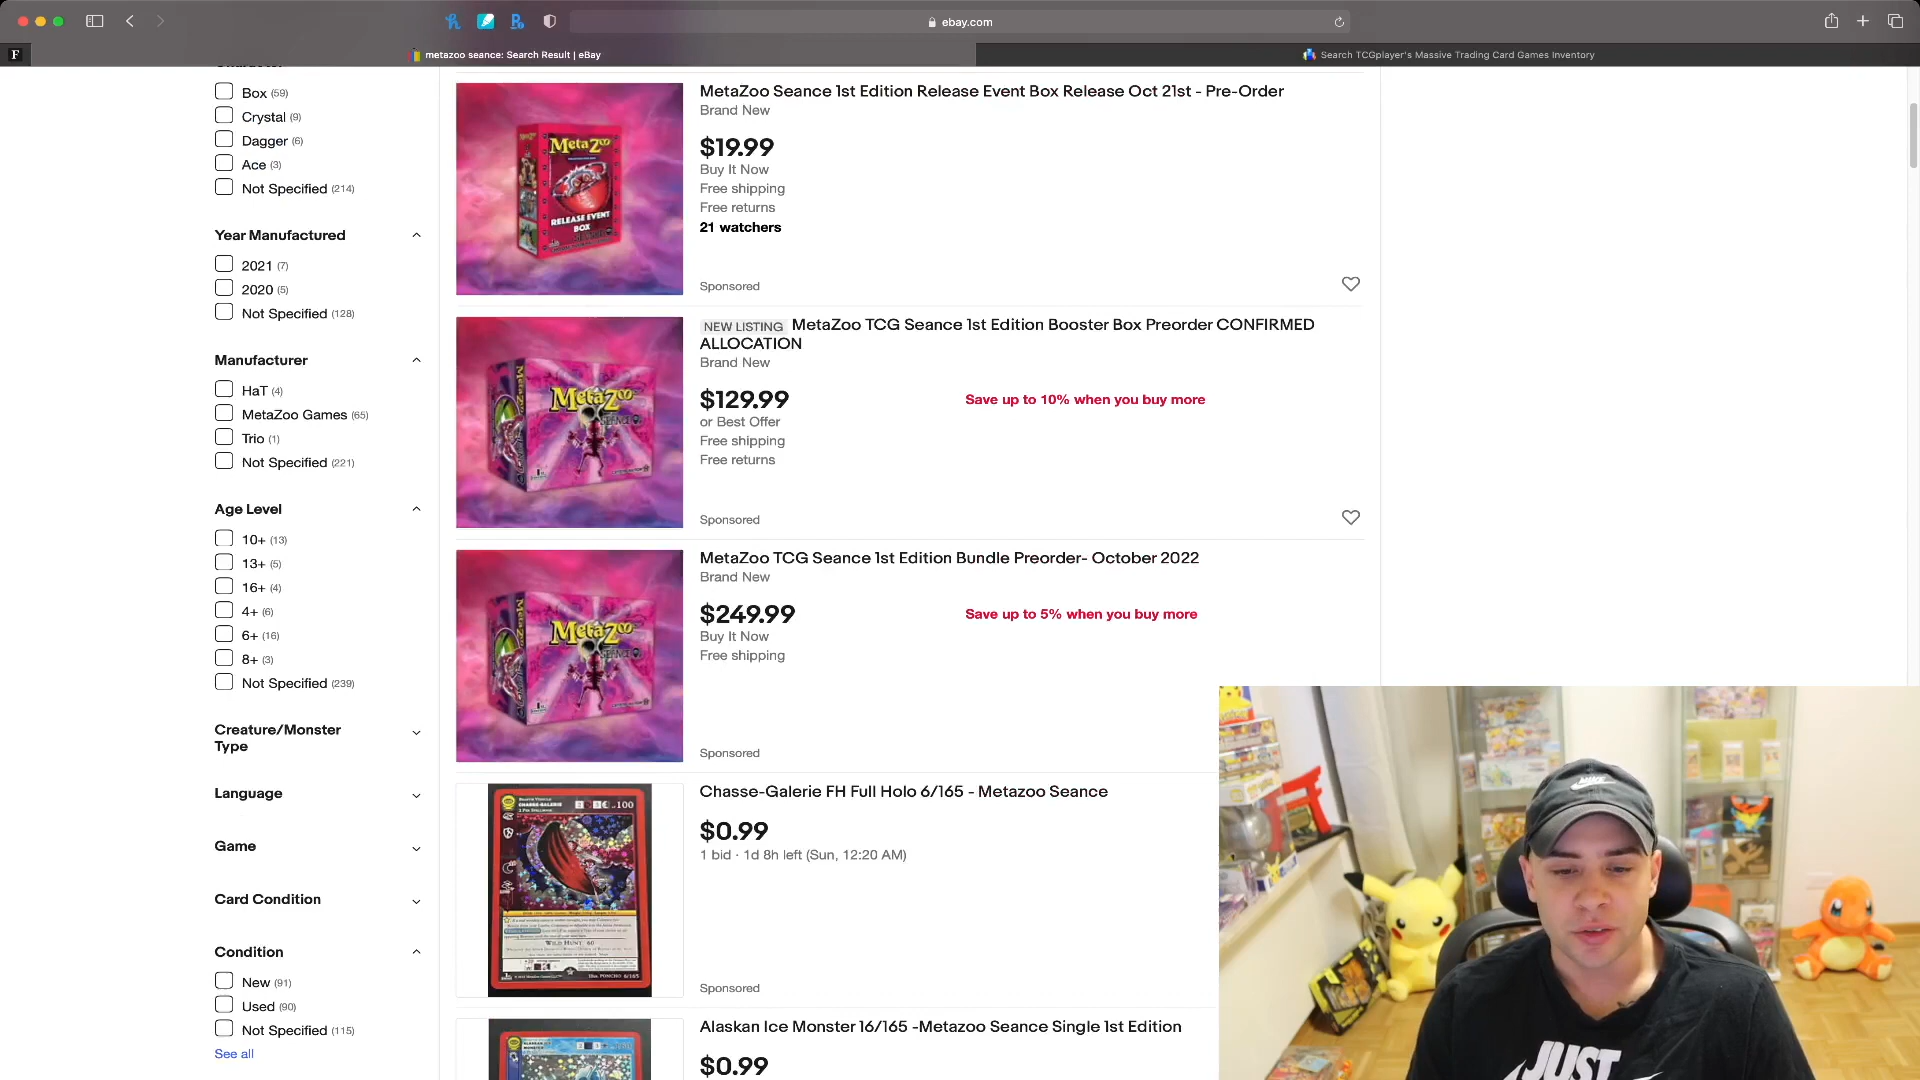 ebay.com
F
metazoo seance: Search Result | eBay
Search TCGplayer's Massive Trading Card Games Inventory
Box (59)
Crystal (9)
Dagger (6)
Ace (3)
Not Specified (214)
Year Manufactured
2021 (7)
2020 (5)
Not Specified (128)
Manufacturer
HaT (4)
MetaZoo Games (65)
Trio (1)
Not Specified (221)
Age Level
10+ (13)
13+ (5)
16+ (4)
4+ (6)
6+ (16)
8+ (3)
Not Specified (239)
Creature/Monster
Type
Language
Game
Card Condition
Condition
New (91)
Used (90)
Not Specified (115)
See all
MetaZoo
RELEASE EVENT
BOX
MetaZoo Seance 1st Edition Release Event Box Release Oct 21st - Pre-Order
Brand New
$19.99
Buy It Now
Free shipping
Free returns
21 watchers
Sponsored
MetaZoo
SEANCE
NEW LISTING MetaZoo TCG Seance 1st Edition Booster Box Preorder CONFIRMED
ALLOCATION
Brand New
$129.99
Save up to 10% when you buy more
or Best Offer
Free shipping
Free returns
Sponsored
MetaZoo
SEANCE
MetaZoo TCG Seance 1st Edition Bundle Preorder- October 2022
Brand New
$249.99
Save up to 5% when you buy more
Buy It Now
Free shipping
Sponsored
CHASSE-GALERIE
100
WILD HUNT 60
Chasse-Galerie FH Full Holo 6/165 - Metazoo Seance
$0.99
1 bid · 1d 8h left (Sun, 12:20 AM)
Sponsored
Alaskan Ice Monster 16/165 -Metazoo Seance Single 1st Edition
$0.99
JUST